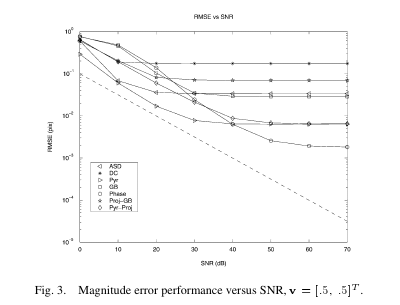 RMSE vs SNR
RMSE (pix)
10^0
10^-1
10^-2
10^-3
10^-4
10^-5
ASD
DC
Pyr
GB
Phase
Proj-GB
Pyr-Proj
0 10 20 30 40 50 60 70
SNR (dB)
Fig. 3. Magnitude error performance versus SNR, v = [.5, .5]^T.